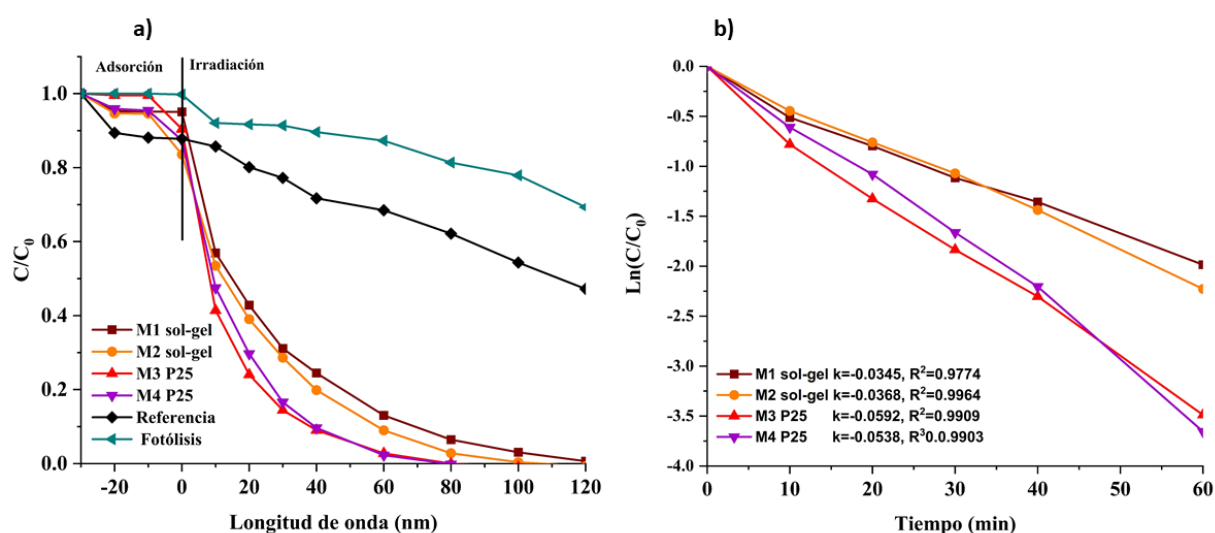 a)
Adsorción Irradiación
1.0
0.8
0.6
0.4
0.2
0.0
C/C₀
M1 sol-gel
M2 sol-gel
M3 P25
M4 P25
Referencia
Fotólisis
-20 0 20 40 60 80 100 120
Longitud de onda (nm)
b)
0.0
-0.5
-1.0
-1.5
-2.0
-2.5
-3.0
-3.5
-4.0
Ln(C/C₀)
M1 sol-gel k=-0.0345, R²=0.9774
M2 sol-gel k=-0.0368, R²=0.9964
M3 P25 k=-0.0592, R²=0.9909
M4 P25 k=-0.0538, R³0.0.9903
0 10 20 30 40 50 60
Tiempo (min)